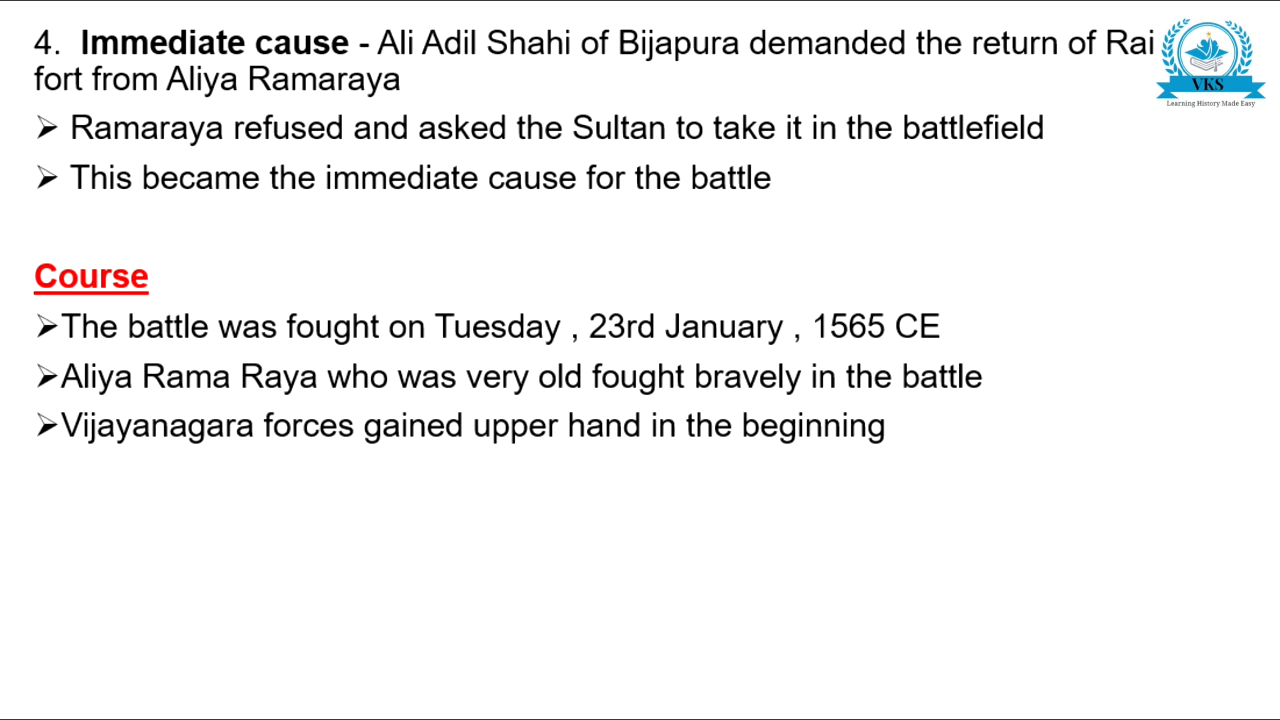 4. Immediate cause - Ali Adil Shahi of Bijapura demanded the return of Rai
fort from Aliya Ramaraya
➢ Ramaraya refused and asked the Sultan to take it in the battlefield
➢ This became the immediate cause for the battle
Course
➢The battle was fought on Tuesday , 23rd January , 1565 CE
➢Aliya Rama Raya who was very old fought bravely in the battle
➢Vijayanagara forces gained upper hand in the beginning
VKS
Learning History Made Easy